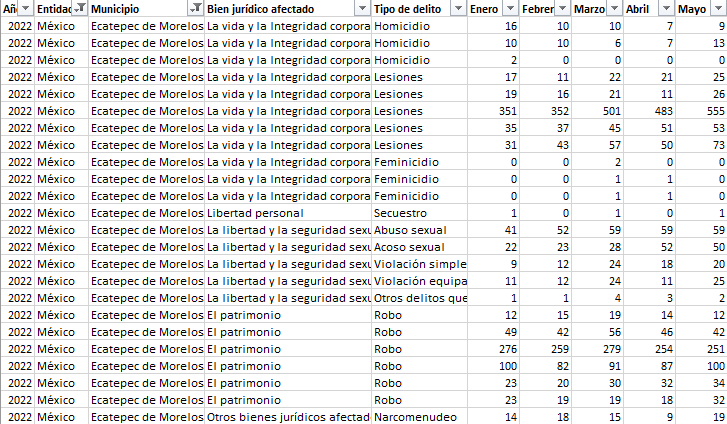 Añ Entidad Municipio Bien jurídico afectado Tipo de delito Enero Febrer Marzo Abril Mayo
2022 México Ecatepec de Morelos La vida y la Integridad corpora Homicidio 16 10 10 7 9
2022 México Ecatepec de Morelos La vida y la Integridad corpora Homicidio 10 10 6 7 13
2022 México Ecatepec de Morelos La vida y la Integridad corpora Homicidio 2 0 0 0 0
2022 México Ecatepec de Morelos La vida y la Integridad corpora Lesiones 17 11 22 21 25
2022 México Ecatepec de Morelos La vida y la Integridad corpora Lesiones 19 16 21 11 26
2022 México Ecatepec de Morelos La vida y la Integridad corpora Lesiones 351 352 501 483 555
2022 México Ecatepec de Morelos La vida y la Integridad corpora Lesiones 35 37 45 51 53
2022 México Ecatepec de Morelos La vida y la Integridad corpora Lesiones 31 43 57 50 73
2022 México Ecatepec de Morelos La vida y la Integridad corpora Feminicidio 0 0 2 0 0
2022 México Ecatepec de Morelos La vida y la Integridad corpora Feminicidio 0 0 1 1 0
2022 México Ecatepec de Morelos La vida y la Integridad corpora Feminicidio 0 0 1 1 0
2022 México Ecatepec de Morelos Libertad personal Secuestro 1 0 1 0 1
2022 México Ecatepec de Morelos La libertad y la seguridad sexu Abuso sexual 41 52 59 59 59
2022 México Ecatepec de Morelos La libertad y la seguridad sexu Acoso sexual 22 23 28 52 50
2022 México Ecatepec de Morelos La libertad y la seguridad sexu Violación simple 9 12 24 18 20
2022 México Ecatepec de Morelos La libertad y la seguridad sexu Violación equipa 11 12 24 11 25
2022 México Ecatepec de Morelos La libertad y la seguridad sexu Otros delitos que 1 1 4 3 2
2022 México Ecatepec de Morelos El patrimonio Robo 12 15 19 14 12
2022 México Ecatepec de Morelos El patrimonio Robo 49 42 56 46 42
2022 México Ecatepec de Morelos El patrimonio Robo 276 259 279 254 251
2022 México Ecatepec de Morelos El patrimonio Robo 100 82 91 87 100
2022 México Ecatepec de Morelos El patrimonio Robo 23 20 30 32 34
2022 México Ecatepec de Morelos El patrimonio Robo 23 19 19 18 32
2022 México Ecatepec de Morelos Otros bienes jurídicos afectad Narcomenudeo 14 18 15 9 19